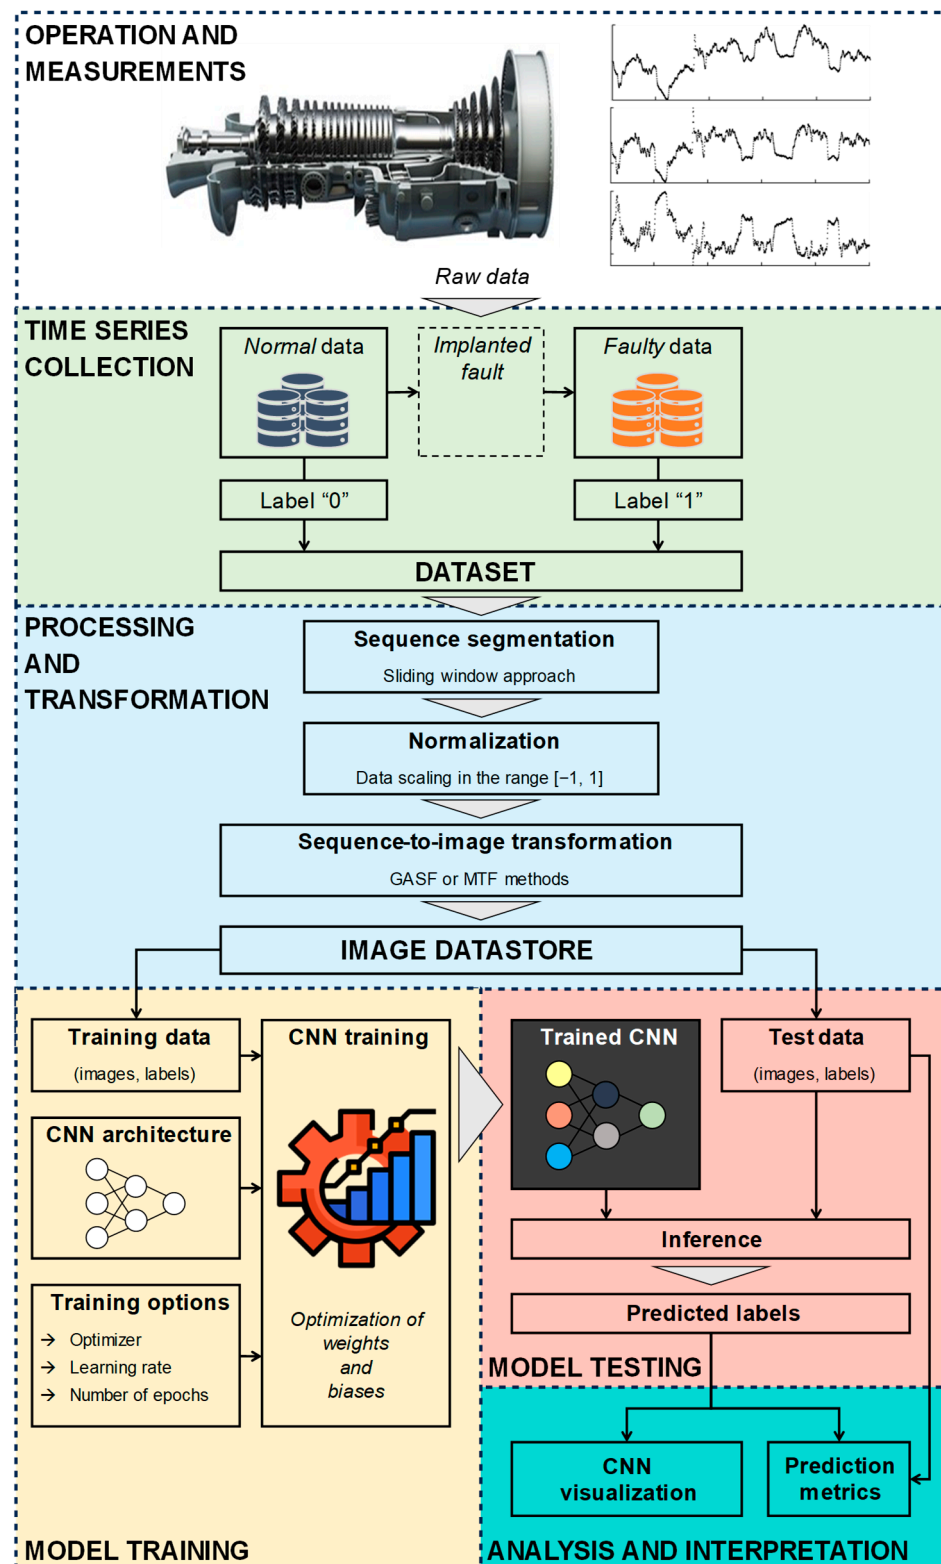 OPERATION AND
MEASUREMENTS
Raw data
TIME SERIES
COLLECTION
Normal data
Implanted
fault
Faulty data
Label “0”
Label “1”
DATASET
PROCESSING
AND
TRANSFORMATION
Sequence segmentation
Sliding window approach
Normalization
Data scaling in the range [−1, 1]
Sequence-to-image transformation
GASF or MTF methods
IMAGE DATASTORE
Training data
(images, labels)
CNN architecture
Training options
→ Optimizer
→ Learning rate
→ Number of epochs
CNN training
Optimization of
weights
and
biases
MODEL TRAINING
Trained CNN
Test data
(images, labels)
Inference
Predicted labels
MODEL TESTING
CNN
visualization
Prediction
metrics
ANALYSIS AND INTERPRETATION